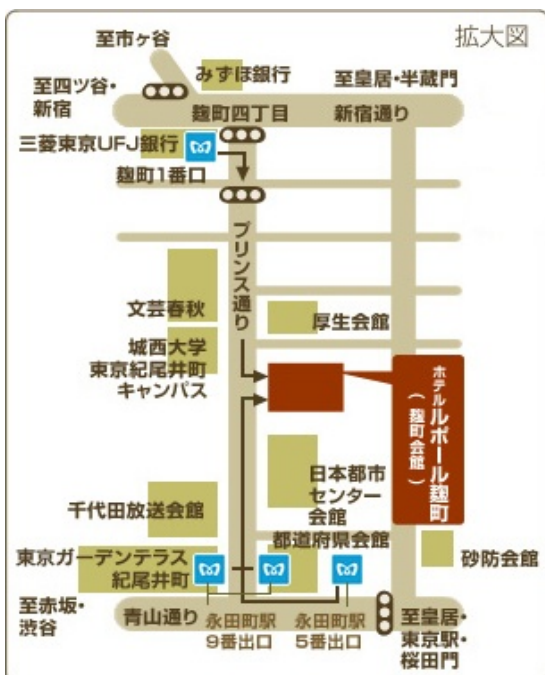 拡大図
至市ヶ谷
みずほ銀行
至皇居・半蔵門
至四ツ谷・
新宿
麹町四丁目
新宿通り
三菱東京UFJ銀行
麹町1番口
プリンス通り
文芸春秋
厚生会館
城西大学
東京紀尾井町
キャンパス
ホテル
ルポール麹町
(麹町会館)
日本都市
センター
会館
千代田放送会館
都道府県会館
東京ガーデンテラス
紀尾井町
砂防会館
至赤坂・
渋谷
青山通り
永田町駅
9番出口
永田町駅
5番出口
至皇居・
東京駅・
桜田門